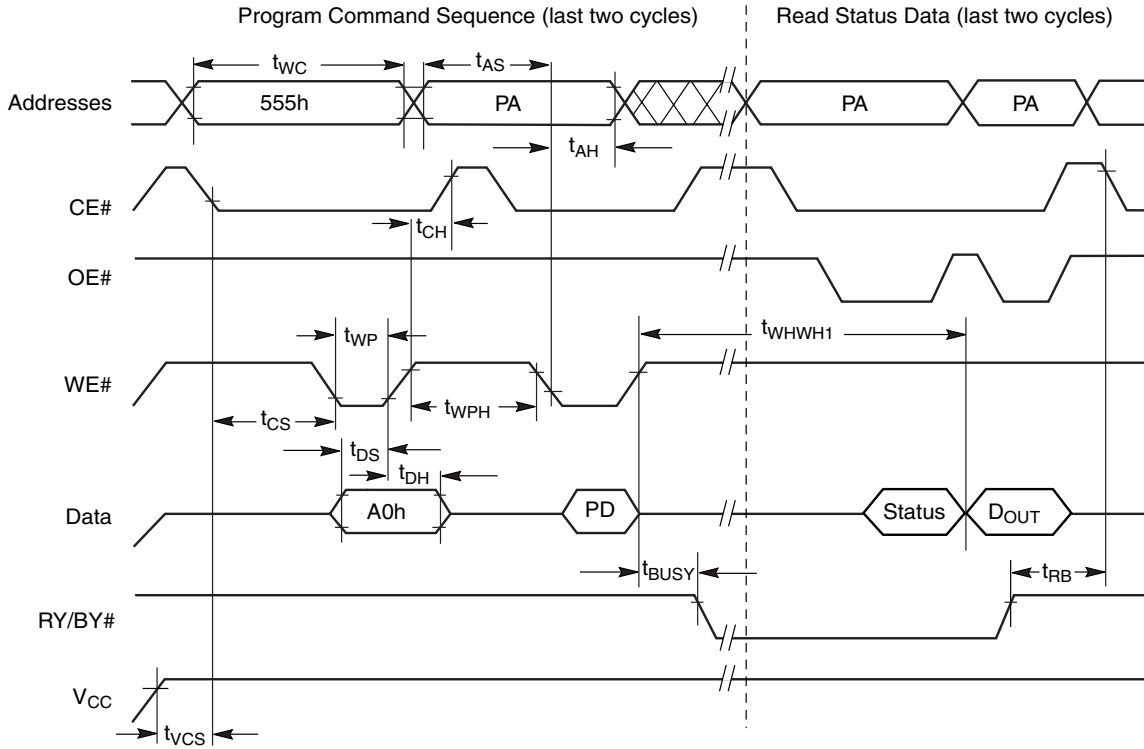 Program Command Sequence (last two cycles)
Read Status Data (last two cycles)
tWC
tAS
Addresses
555h
PA
PA
PA
tAH
CE#
tCH
OE#
tWP
tWHWH1
WE#
tCS
tWPH
tDS
tDH
Data
A0h
PD
Status
DOUT
tBUSY
tRB
RY/BY#
VCC
tVCS